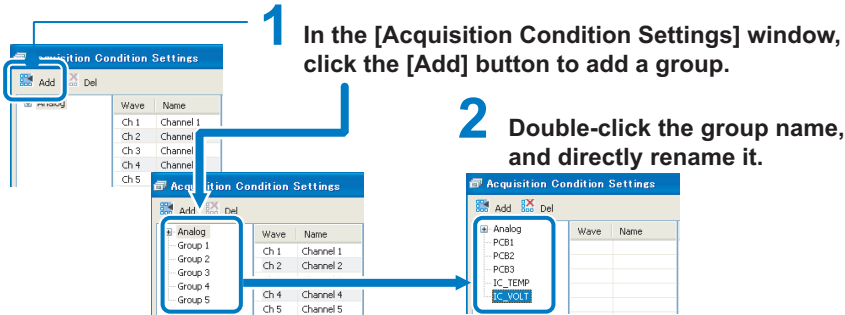 1 In the [Acquisition Condition Settings] window,
click the [Add] button to add a group.
Acquisition Condition Settings
Add Del
Analog
Wave Name
Ch 1 Channel 1
Ch 2 Channel
Ch 3 Channel
Ch 4 Channel
Ch 5
2 Double-click the group name,
and directly rename it.
Acquisition Condition Settings
Add Del
Analog
Group 1
Group 2
Group 3
Group 4
Group 5
Wave Name
Ch 1 Channel 1
Ch 2 Channel 2
Ch 4 Channel 4
Ch 5 Channel 5
Acquisition Condition Settings
Add Del
Analog
PCB1
PCB2
PCB3
IC_TEMP
IC_VOLT
Wave Name